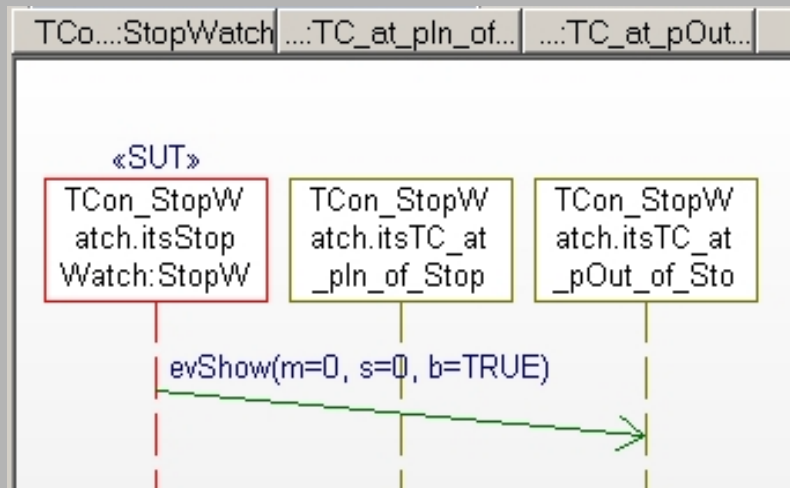 TCo...:StopWatch ...:TC_at_pIn_of... ...:TC_at_pOut...
«SUT»
TCon_StopW
atch.itsStop
Watch:StopW
TCon_StopW
atch.itsTC_at
_pIn_of_Stop
TCon_StopW
atch.itsTC_at
_pOut_of_Sto
evShow(m=0, s=0, b=TRUE)